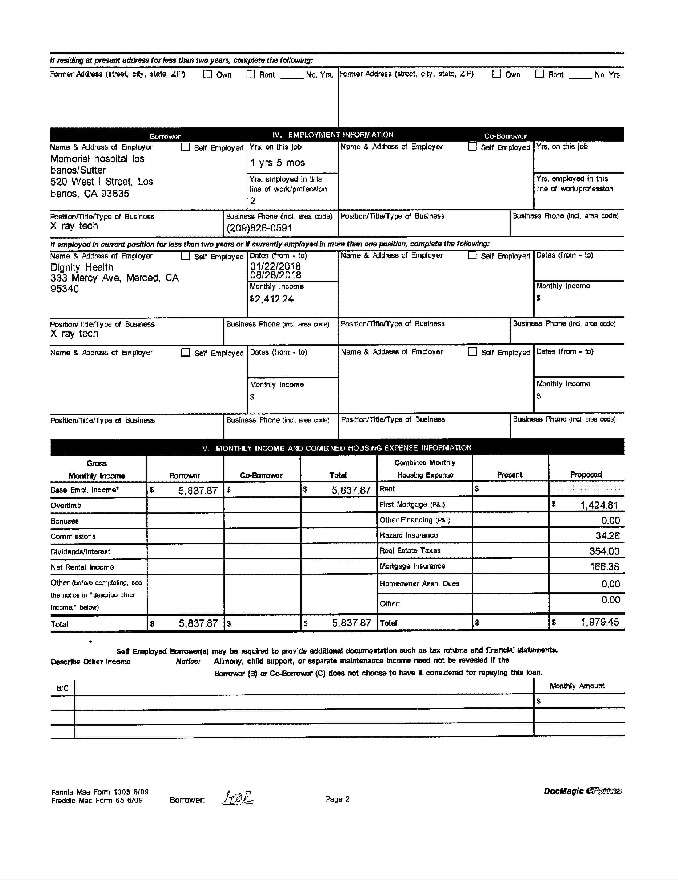 If residing at present address for less than two years, complete the following:
Former Address (street, city, state, ZIP) Own Rent No. Yrs. Former Address (street, city, state, ZIP) Own Rent No. Yrs.
Borrower IV. EMPLOYMENT INFORMATION Co-Borrower
Name & Address of Employer Self Employed Yrs. on this job Name & Address of Employer Self Employed Yrs. on this job
Memorial hospital los
banos/Sutter
520 West I Street, Los
banos, CA 93635
1 yrs 5 mos
Yrs. employed in this
line of work/profession
2
Yrs. employed in this
line of work/profession
Position/Title/Type of Business Business Phone (incl. area code) Position/Title/Type of Business Business Phone (incl. area code)
X ray tech (209)826-0591
If employed in current position for less than two years or if currently employed in more than one position, complete the following:
Name & Address of Employer Self Employed Dates (from - to) Name & Address of Employer Self Employed Dates (from - to)
Dignity Health
333 Mercy Ave, Merced, CA
95340
01/22/2018
08/28/2018
Monthly Income Monthly Income
$2,412.24 $
Position/Title/Type of Business Business Phone (incl. area code) Position/Title/Type of Business Business Phone (incl. area code)
X ray tech
Name & Address of Employer Self Employed Dates (from - to) Name & Address of Employer Self Employed Dates (from - to)
Monthly Income Monthly Income
$ $
Position/Title/Type of Business Business Phone (incl. area code) Position/Title/Type of Business Business Phone (incl. area code)
V. MONTHLY INCOME AND COMBINED HOUSING EXPENSE INFORMATION
Gross
Monthly Income Borrower Co-Borrower Total Combined Monthly
Housing Expense Present Proposed
Base Empl. Income* $ 5,837.87 $ $ 5,837.87 Rent $
Overtime First Mortgage (P&I) $ 1,424.81
Bonuses Other Financing (P&I) 0.00
Commissions Hazard Insurance 34.26
Dividends/Interest Real Estate Taxes 354.00
Net Rental Income Mortgage Insurance 166.38
Other (before completing, see
the notice in "describe other
income," below)
Homeowner Assn. Dues 0.00
Other: 0.00
Total $ 5,837.87 $ $ 5,837.87 Total $ $ 1,979.45
*
Self Employed Borrower(s) may be required to provide additional documentation such as tax returns and financial statements.
Describe Other Income Notice: Alimony, child support, or separate maintenance income need not be revealed if the
Borrower (B) or Co-Borrower (C) does not choose to have it considered for repaying this loan.
B/C Monthly Amount
$
Fannie Mae Form 1003 6/09
Freddie Mac Form 65 6/09 Borrower: Page 2
DocMagic